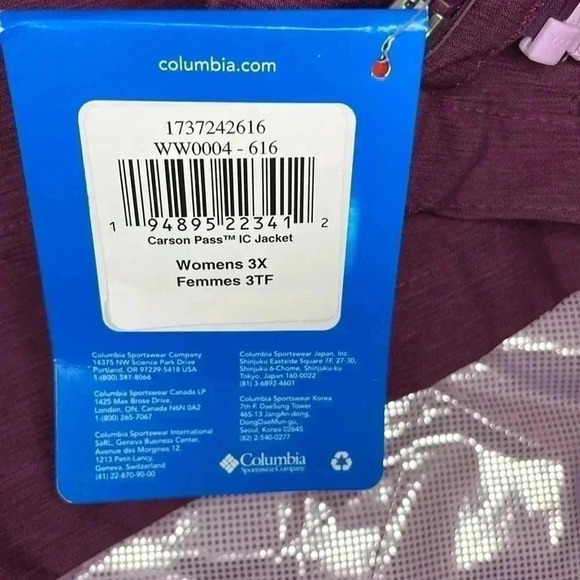 columbia.com
1737242616
WW0004 - 616
1 94895 22341 2
Carson Pass™ IC Jacket
Womens 3X
Femmes 3TF
Columbia Sportswear Company
14375 NW Science Park Drive
Portland, OR 97229-5418 USA
1-(800) 547-8066
Columbia Sportswear Canada LP
1425 Max Brose Drive,
London, ON, Canada N6N 0A2
1-(800) 265-7067
Columbia Sportswear International
SàRL, Geneva Business Center,
Avenue des Morgines 12,
1213 Petit-Lancy,
Geneva, Switzerland
(41) 22-870-90-00
Columbia Sportswear Japan, Inc
Shinjuku Eastside Square 7F, 27-30,
Shinjuku 6-Chome, Shinjuku-ku
Tokyo, Japan 160-0022
(81) 3-6892-4601
Columbia Sportswear Korea
7th F. DaeSung Tower
465-13 JangAn-dong,
DongDaeMun-gu,
Seoul, Korea 02645
(82) 2-540-0277
Columbia
Sportswear Company